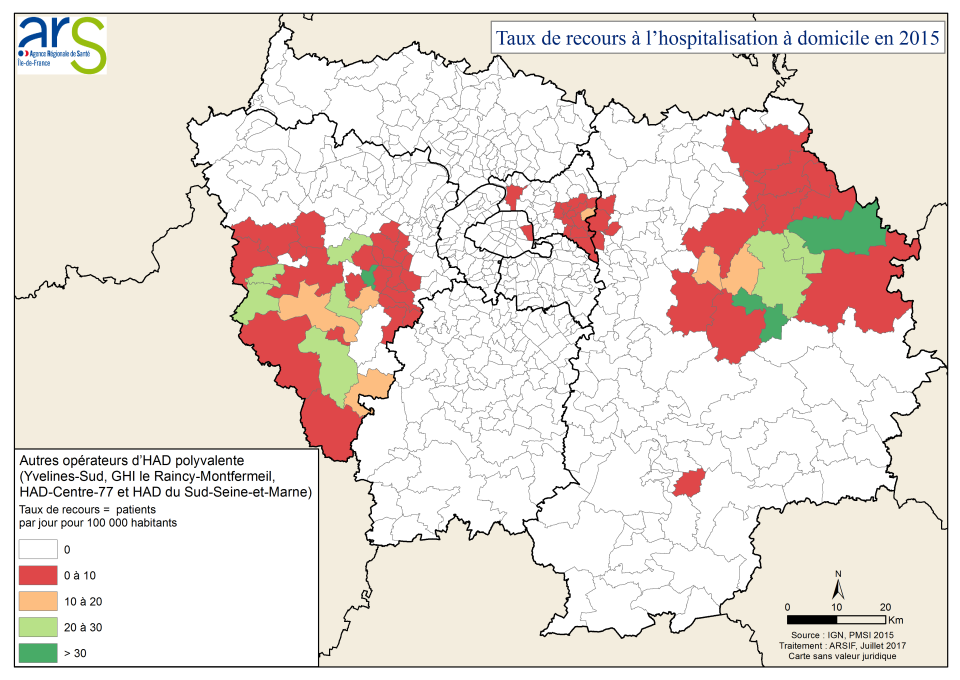 ars
Agence Régionale de Santé
Île-de-France
Taux de recours à l'hospitalisation à domicile en 2015
Autres opérateurs d'HAD polyvalente
(Yvelines-Sud, GHI le Raincy-Montfermeil,
HAD-Centre-77 et HAD du Sud-Seine-et-Marne)
Taux de recours = patients
par jour pour 100 000 habitants
0
0 à 10
10 à 20
20 à 30
> 30
N
0 10 20
Km
Source : IGN, PMSI 2015
Traitement : ARSIF, Juillet 2017
Carte sans valeur juridique